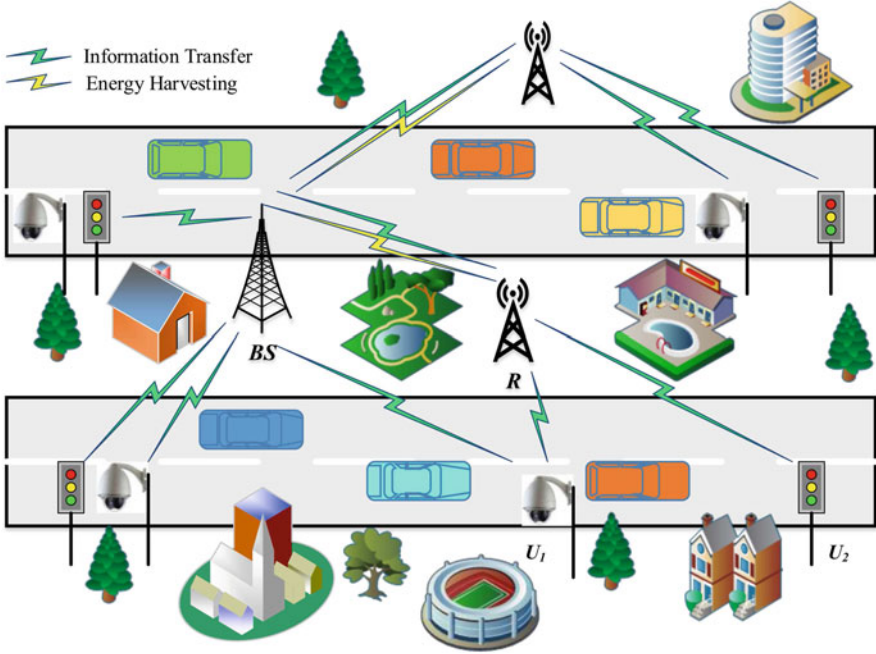 Information Transfer
Energy Harvesting
BS
R
U1
U2